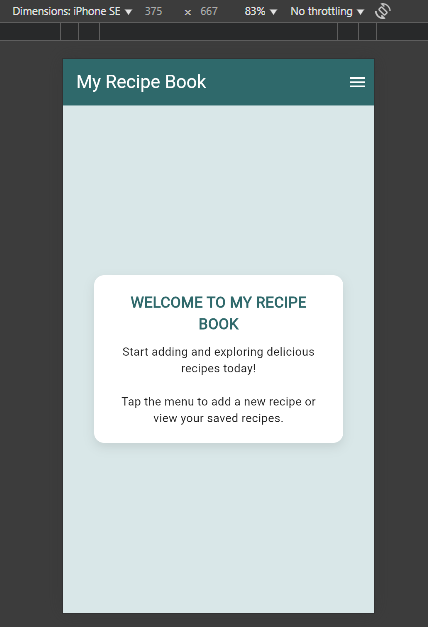 Dimensions: iPhone SE ▼ 375 × 667 83% ▼ No throttling ▼
My Recipe Book
WELCOME TO MY RECIPE
BOOK
Start adding and exploring delicious
recipes today!
Tap the menu to add a new recipe or
view your saved recipes.